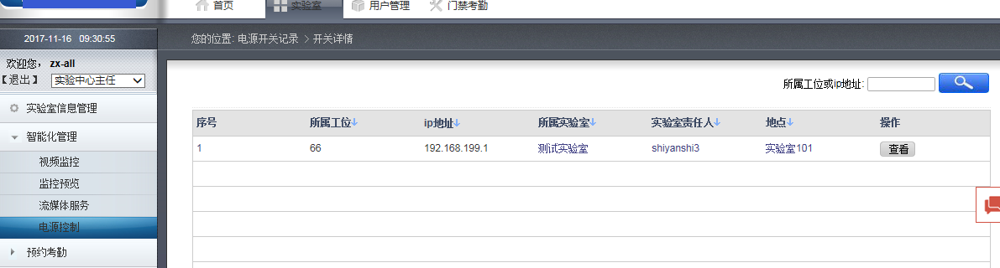 首页 实验室 用户管理 门禁考勤
2017-11-16 09:30:55
您的位置: 电源开关记录 > 开关详情
欢迎您, zx-all
【退出】 实验中心主任
所属工位或ip地址:
实验室信息管理
智能化管理
视频监控
监控预览
流媒体服务
电源控制
预约考勤
序号 所属工位↓ ip地址↓ 所属实验室↓ 实验室责任人↓ 地点↓ 操作
1 66 192.168.199.1 测试实验室 shiyanshi3 实验室101 查看